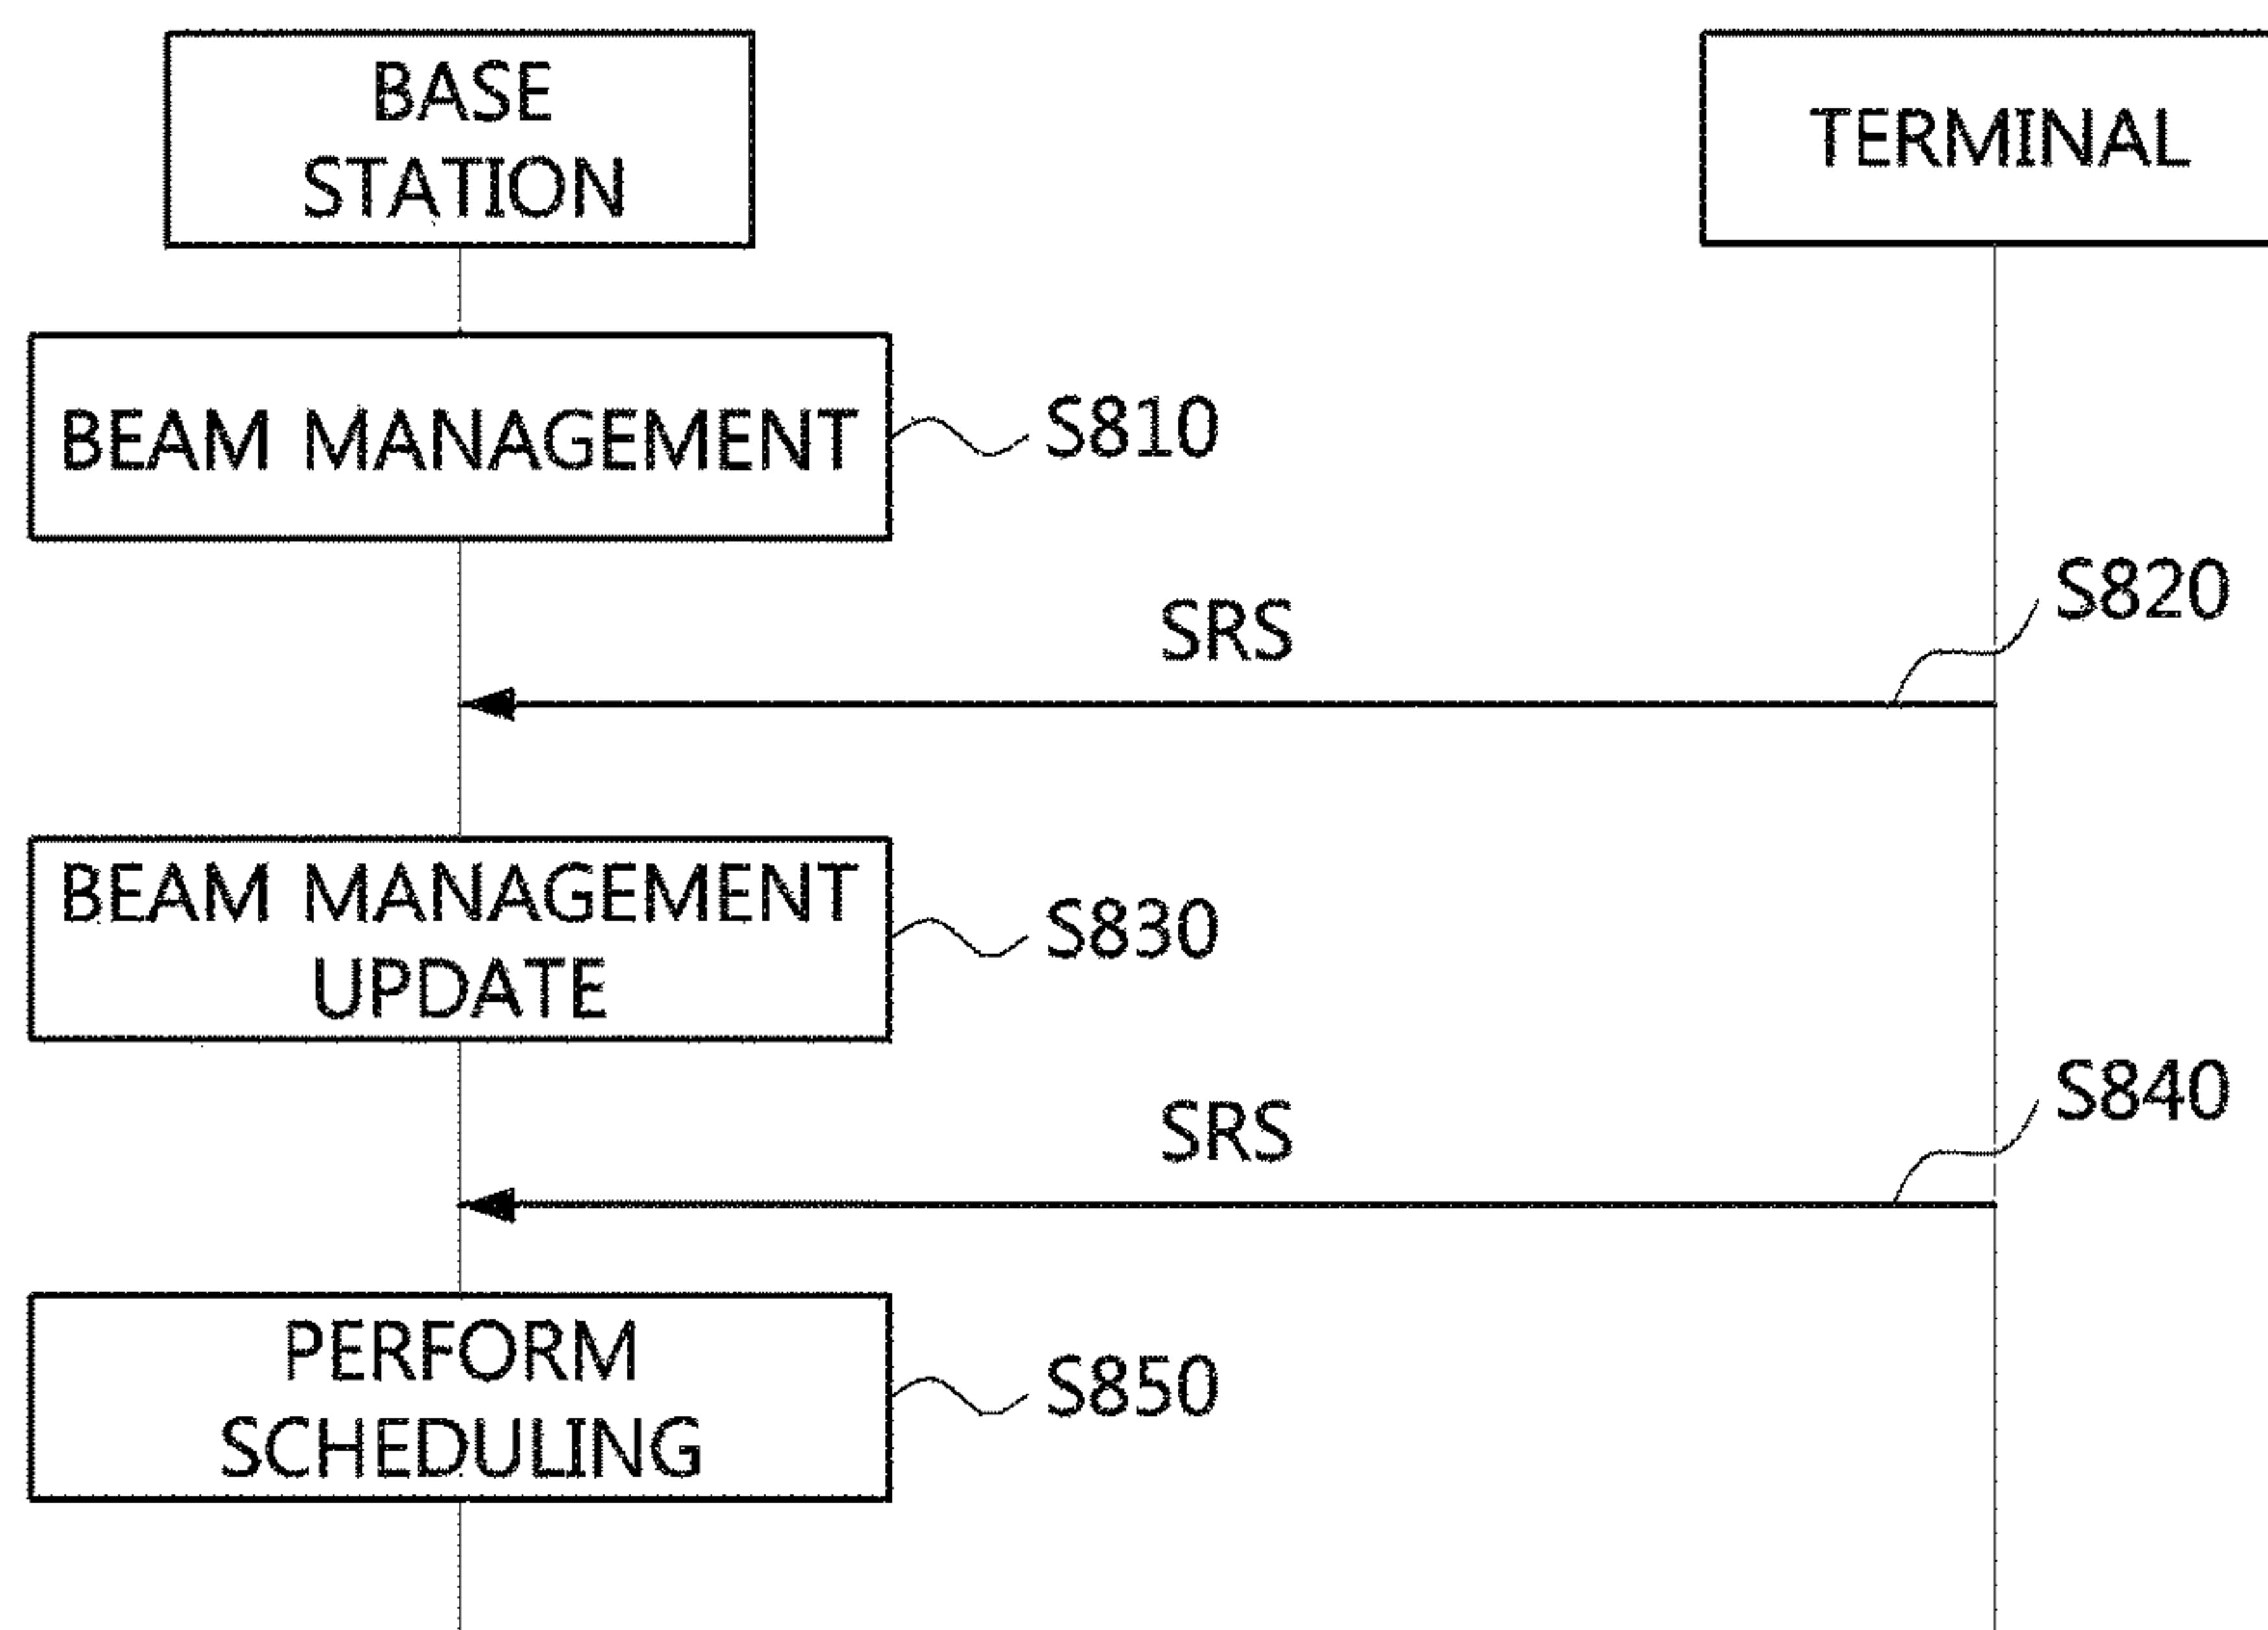 BASE
STATION
TERMINAL
BEAM MANAGEMENT
S810
S820
SRS
BEAM MANAGEMENT
UPDATE
S830
S840
SRS
PERFORM
SCHEDULING
S850